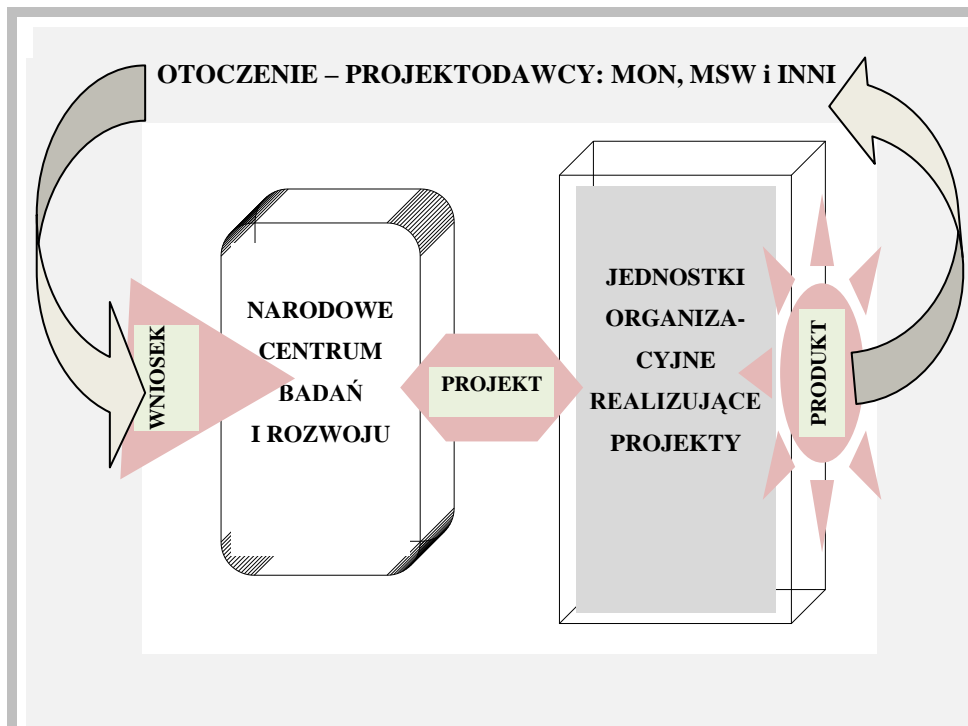 OTOCZENIE – PROJEKTODAWCY: MON, MSW i INNI
WNIOSEK
NARODOWE
CENTRUM
BADAŃ
I ROZWOJU
PROJEKT
JEDNOSTKI
ORGANIZA-
CYJNE
REALIZUJĄCE
PROJEKTY
PRODUKT